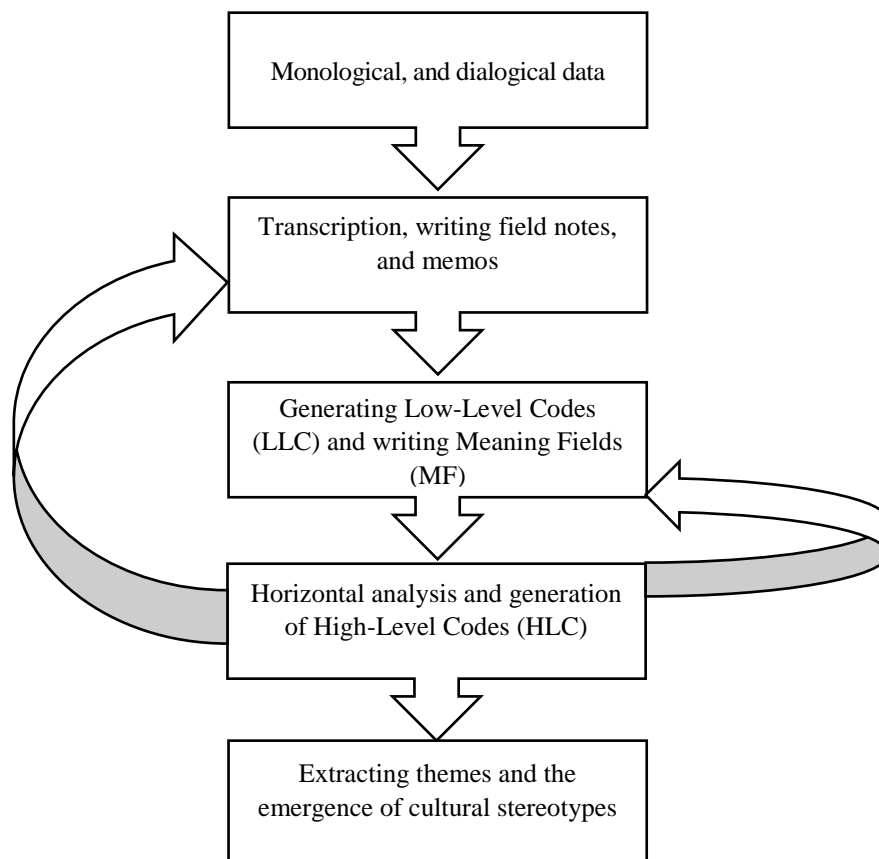 Monological, and dialogical data
Transcription, writing field notes,
and memos
Generating Low-Level Codes
(LLC) and writing Meaning Fields
(MF)
Horizontal analysis and generation
of High-Level Codes (HLC)
Extracting themes and the
emergence of cultural stereotypes